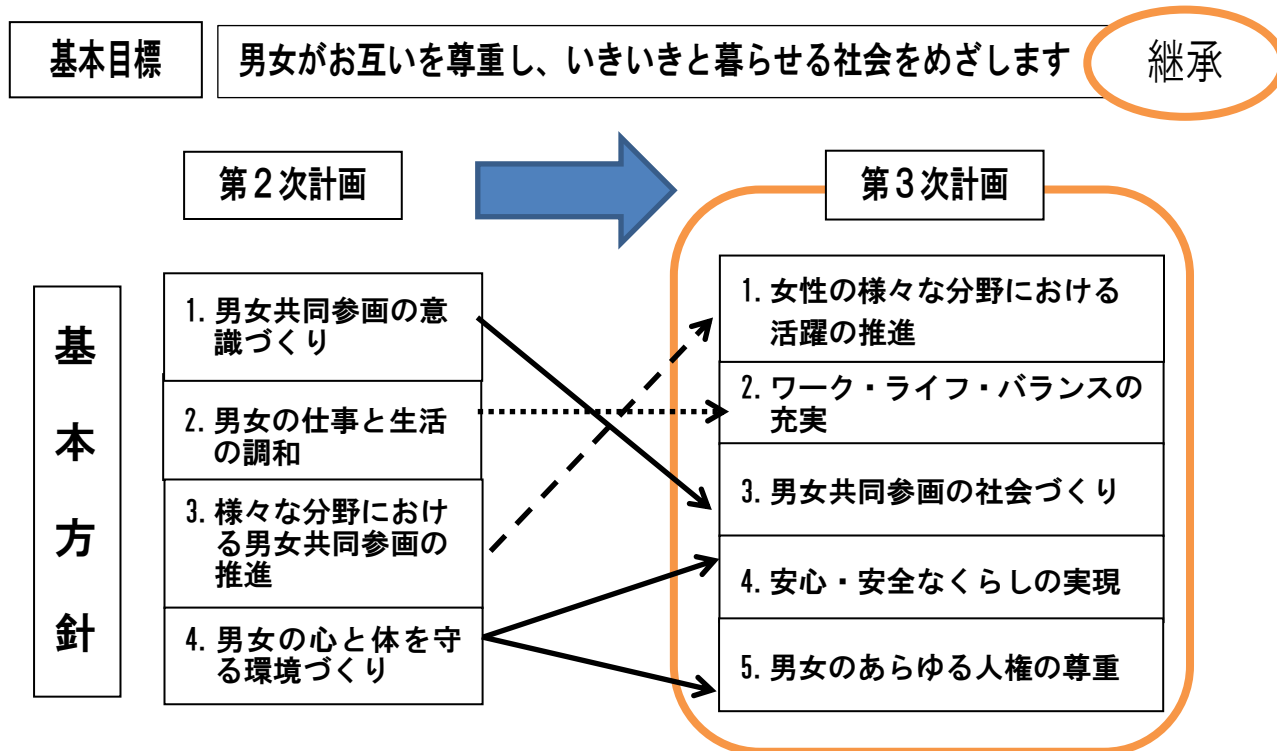 基本目標
男女がお互いを尊重し、いきいきと暮らせる社会をめざします
継承
第２次計画
第３次計画
基本方針
1. 男女共同参画の意
識づくり
2. 男女の仕事と生活
の調和
3. 様々な分野におけ
る男女共同参画の
推進
4. 男女の心と体を守
る環境づくり
1. 女性の様々な分野における
活躍の推進
2. ワーク・ライフ・バランスの
充実
3. 男女共同参画の社会づくり
4. 安心・安全なくらしの実現
5. 男女のあらゆる人権の尊重